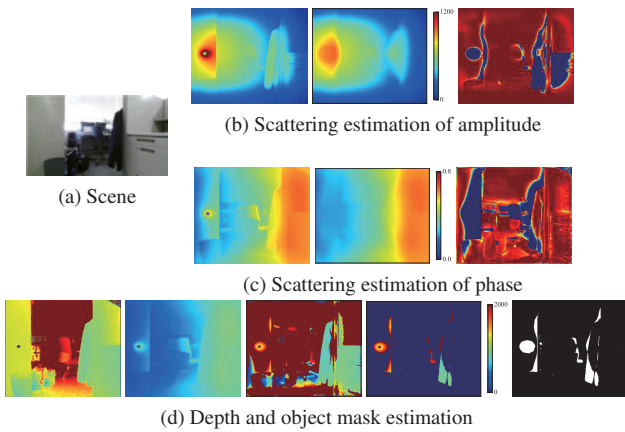 1200
0
(b) Scattering estimation of amplitude
(a) Scene
0.8
0.0
(c) Scattering estimation of phase
2000
0
(d) Depth and object mask estimation